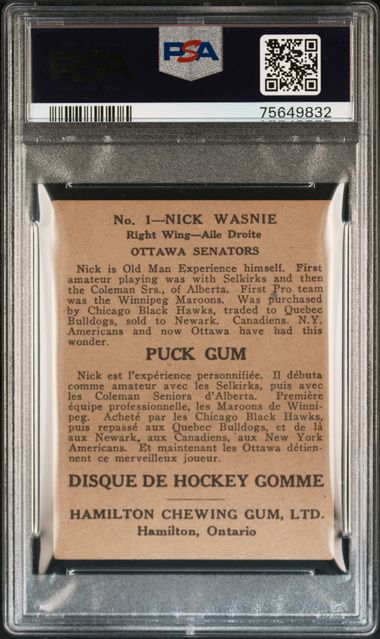 PSA
PSA
75649832
No. 1—NICK WASNIE
Right Wing—Aile Droite
OTTAWA SENATORS
Nick is Old Man Experience himself. First
amateur playing was with Selkirks and then
the Coleman Srs., of Alberta. First Pro team
was the Winnipeg Maroons. Was purchased
by Chicago Black Hawks, traded to Quebec
Bulldogs, sold to Newark. Canadiens. N.Y.
Americans and now Ottawa have had this
wonder.
PUCK GUM
Nick est l'expérience personnifiée. Il débuta
comme amateur avec les Selkirks, puis avec
les Coleman Seniors d'Alberta. Première
équipe professionnelle, les Maroons de Winni-
peg. Acheté par les Chicago Black Hawks,
puis repassé aux Quebec Bulldogs, et de là
aux Newark, aux Canadiens, aux New York
Americans. Et maintenant les Ottawa détien-
nent ce merveilleux joueur.
DISQUE DE HOCKEY GOMME
HAMILTON CHEWING GUM, LTD.
Hamilton, Ontario